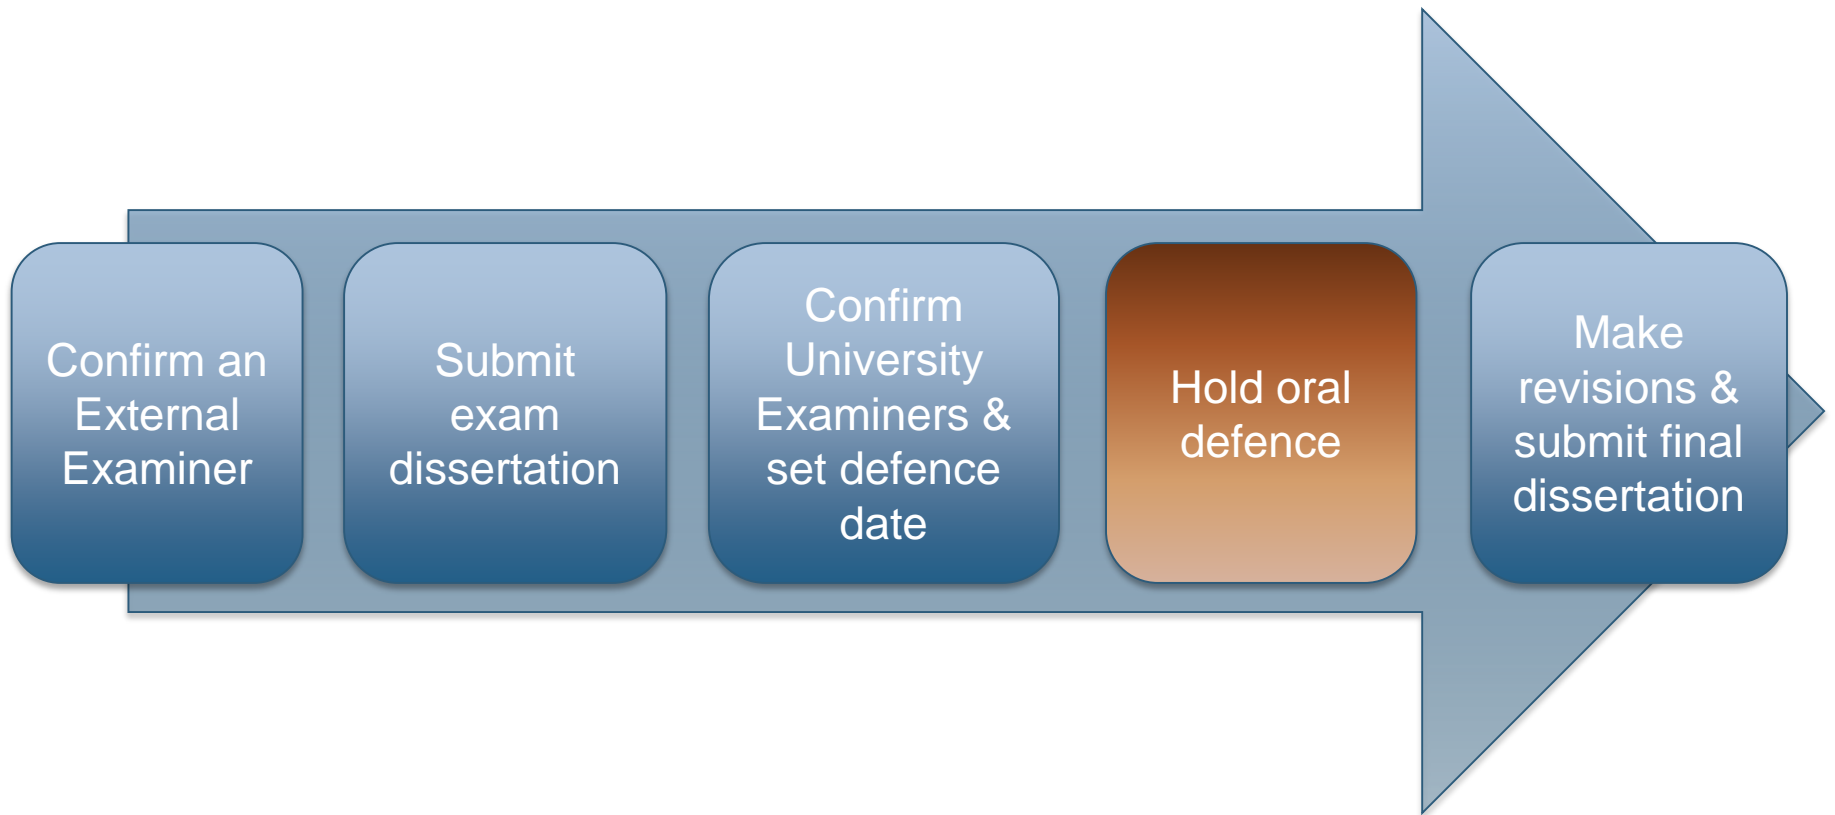 Confirm an
External
Examiner
Submit
exam
dissertation
Confirm
University
Examiners &
set defence
date
Hold oral
defence
Make
revisions &
submit final
dissertation